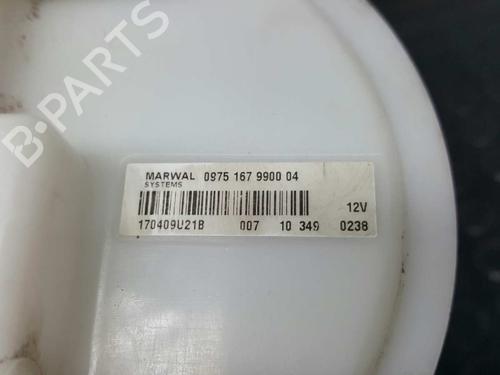 B-PARTS
MARWAL 0975 167 9900 04
SYSTEMS
12V
170409U21B 007 10 349 0238